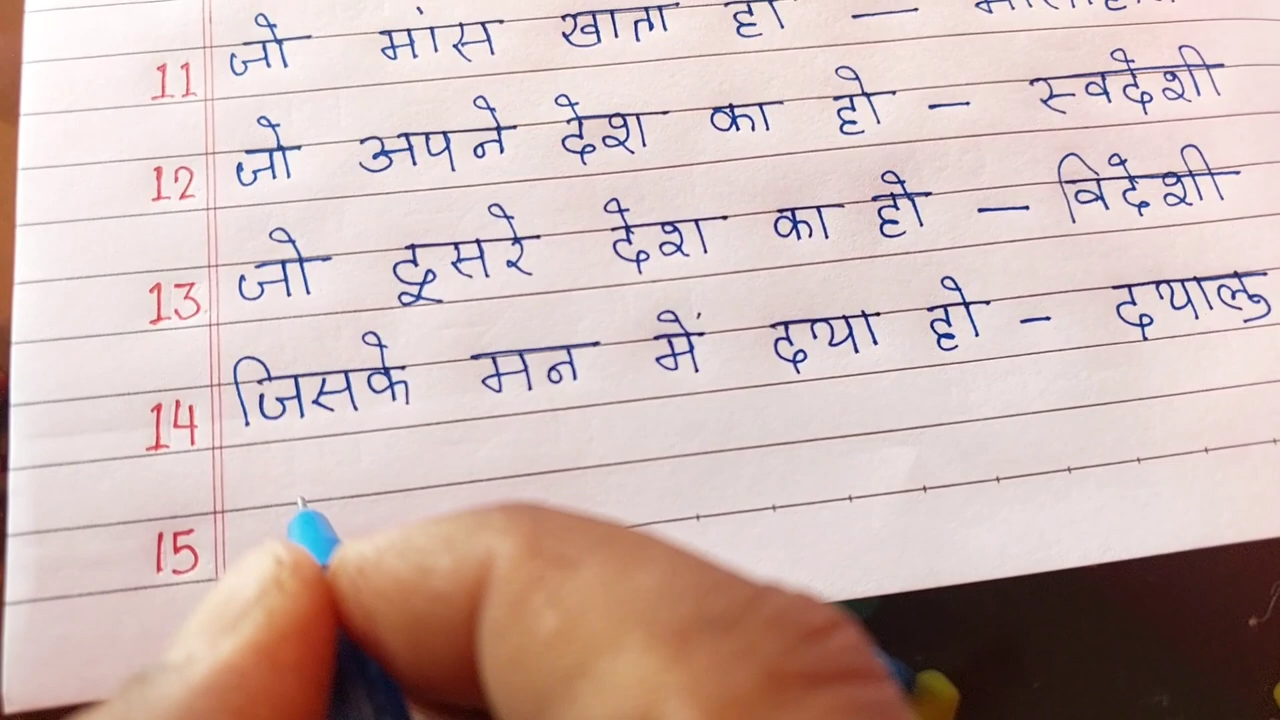 11 जो मांस खाता हो —
12 जो अपने देश का हो - स्वदेशी
13 जो दूसरे देश का हो - विदेशी
14 जिसके मन में दया हो - दयालु
15